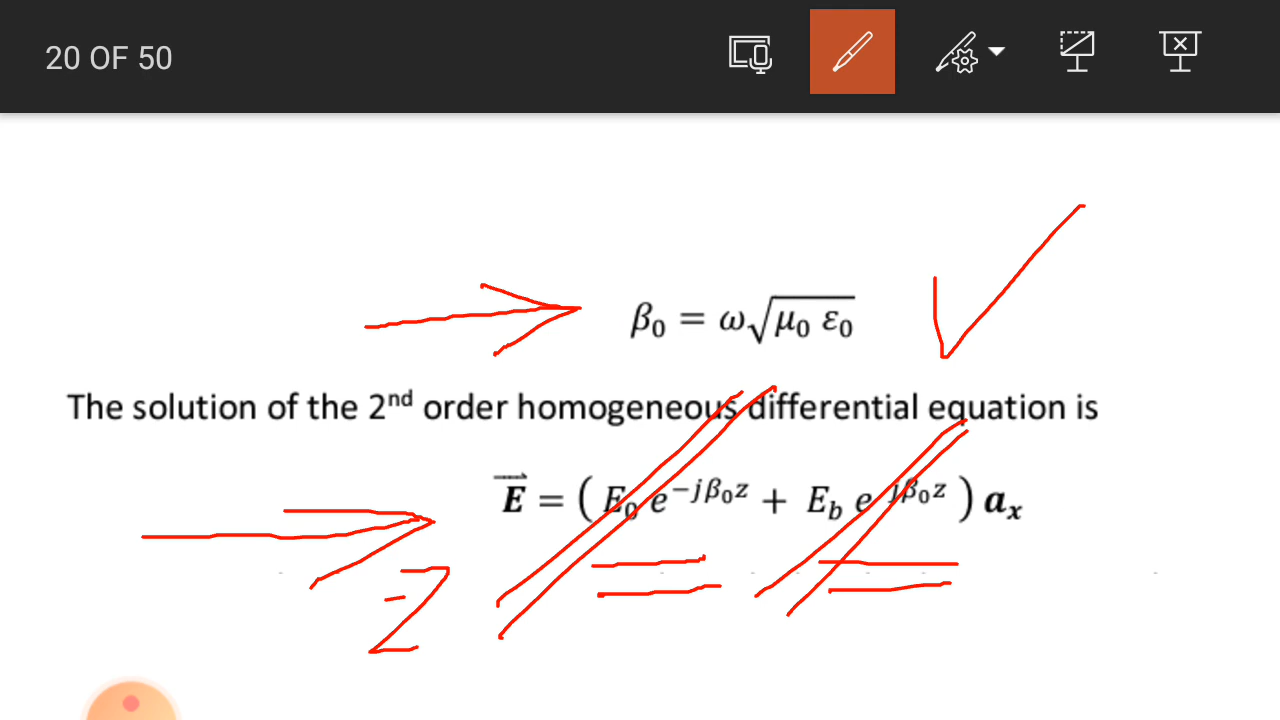 20 OF 50
β₀ = ω√μ₀ ε₀
The solution of the 2nd order homogeneous differential equation is
E⃗ = ( E₀ e^−jβ₀z + E_b e^jβ₀z ) aₓ
Z